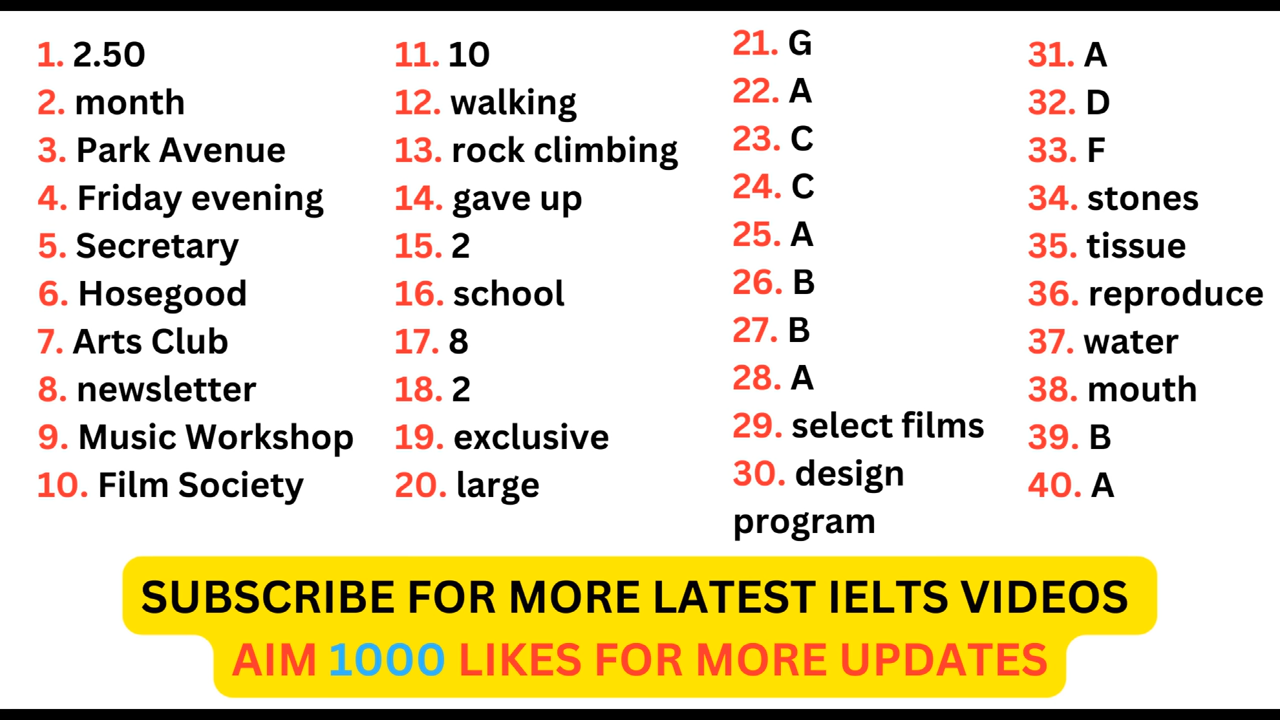 1. 2.50
2. month
3. Park Avenue
4. Friday evening
5. Secretary
6. Hosegood
7. Arts Club
8. newsletter
9. Music Workshop
10. Film Society
11. 10
12. walking
13. rock climbing
14. gave up
15. 2
16. school
17. 8
18. 2
19. exclusive
20. large
21. G
22. A
23. C
24. C
25. A
26. B
27. B
28. A
29. select films
30. design
program
31. A
32. D
33. F
34. stones
35. tissue
36. reproduce
37. water
38. mouth
39. B
40. A
SUBSCRIBE FOR MORE LATEST IELTS VIDEOS
AIM 1000 LIKES FOR MORE UPDATES